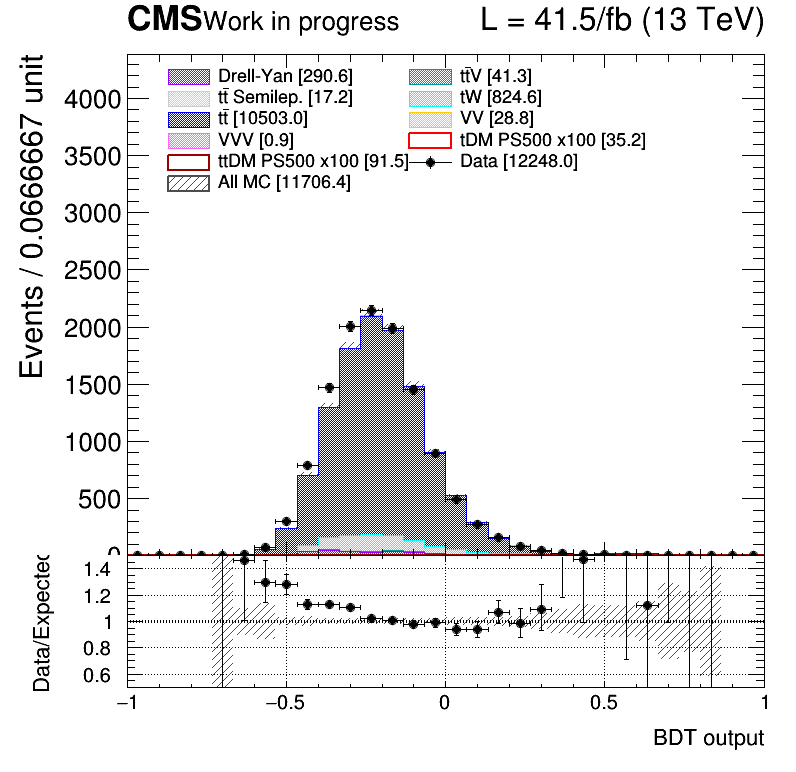 CMS Work in progress L = 41.5/fb (13 TeV)
Events / 0.0666667 unit
Drell-Yan [290.6] tt̄V [41.3]
tt̄ Semilep. [17.2] tW [824.6]
tt̄ [10503.0] VV [28.8]
VVV [0.9] tDM PS500 x100 [35.2]
ttDM PS500 x100 [91.5] Data [12248.0]
All MC [11706.4]
4000
3500
3000
2500
2000
1500
1000
500
0
Data/Expected
1.4
1.2
1
0.8
0.6
−1 −0.5 0 0.5 1
BDT output